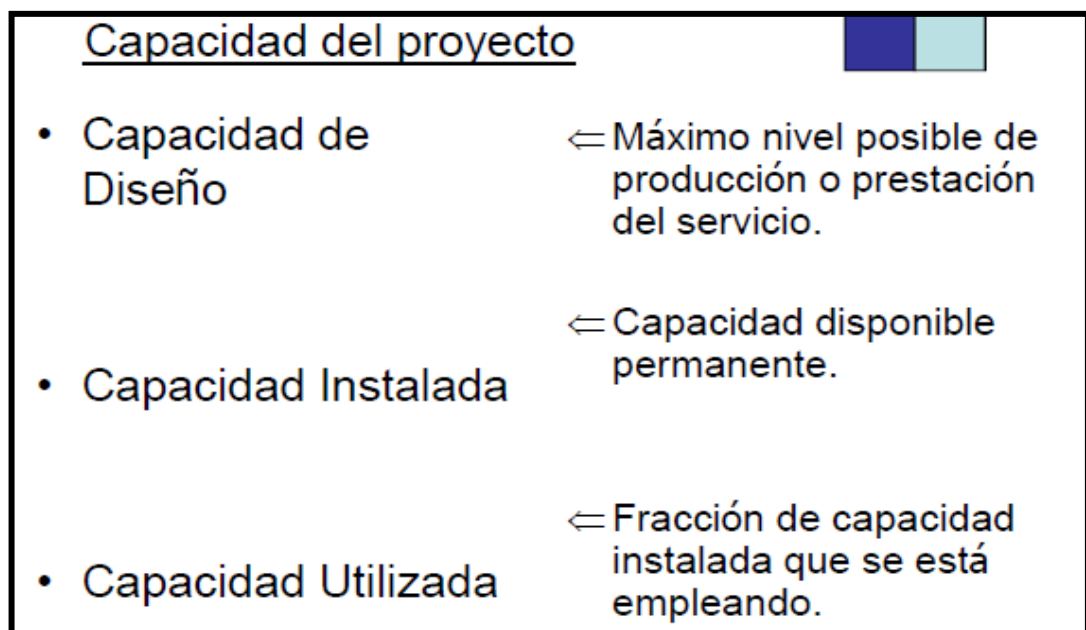 Capacidad del proyecto
• Capacidad de
Diseño
⇐ Máximo nivel posible de
producción o prestación
del servicio.
• Capacidad Instalada
⇐ Capacidad disponible
permanente.
• Capacidad Utilizada
⇐ Fracción de capacidad
instalada que se está
empleando.